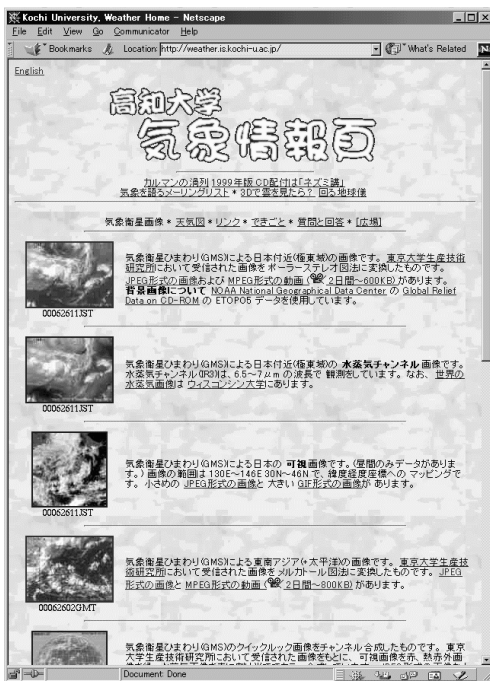 Kochi University, Weather Home - Netscape
File Edit View Go Communicator Help
Bookmarks Location: http://weather.is.kochi-u.ac.jp/ What's Related
English
高知大学
気象情報頁
カルマンの渦列 1999年版 CD配付は「ネズミ講」
気象を語るメーリングリスト * 3Dで雲を見たら? 回る地球儀
気象衛星画像 * 天気図 * リンク * できごと * 質問と回答 * [広場]
気象衛星ひまわり(GMS)による日本付近(極東域)の画像です。東京大学生産技
術研究所において受信された画像を ポーラーステレオ図法に変換したものです。
JPEG形式の画像および MPEG形式の動画 ( 2日間~600KB) があります。
背景画像について NOAA National Geographical Data Center の Global Relief
Data on CD-ROM の ETOPO5 データを使用しています。
00062611JST
気象衛星ひまわり(GMS)による日本付近(極東域)の 水蒸気チャンネル 画像です。
水蒸気チャンネル(IR3)は、6.5~7μm の波長で 観測をしています。なお、世界の
水蒸気画像は ウィスコンシン大学にあります。
00062611JST
気象衛星ひまわり(GMS)による日本の 可視 画像です。(昼間のみデータがありま
す。) 画像の範囲は 130E~146E 30N~46N で、緯度経度座標への マッピングで
す。小さめの JPEG形式の画像と 大きい GIF形式の画像が あります。
00062611JST
気象衛星ひまわり(GMS)による東南アジア(+太平洋)の画像です。東京大学生産技
術研究所において受信された画像を メルカトール図法に変換したものです。JPEG
形式の画像と MPEG形式の動画 ( 2日間~800KB) があります。
00062602GMT
気象衛星ひまわり(GMS)のクイックルック画像をチャンネル合成したものです。東京
大学生産技術研究所において受信された画像をもとに、可視画像を赤、熱赤外画
Document: Done